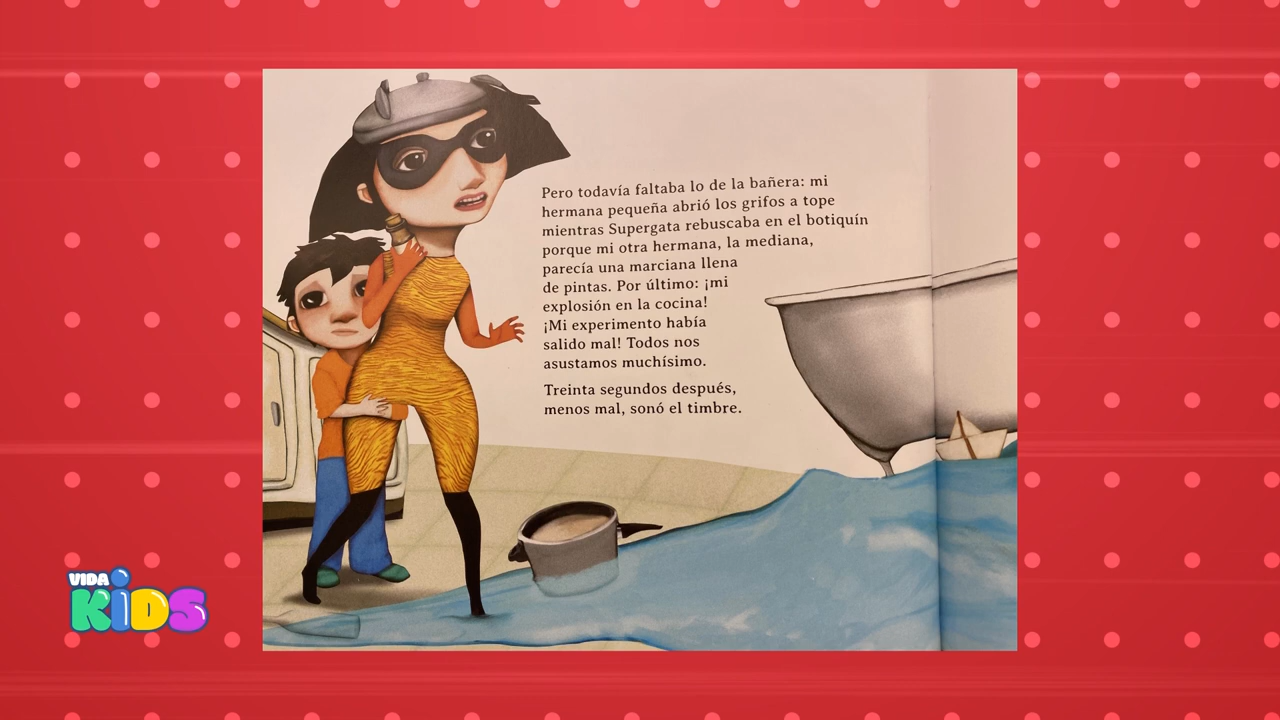 Pero todavía faltaba lo de la bañera: mi
hermana pequeña abrió los grifos a tope
mientras Supergata rebuscaba en el botiquín
porque mi otra hermana, la mediana,
parecía una marciana llena
de pintas. Por último: ¡mi
explosión en la cocina!
¡Mi experimento había
salido mal! Todos nos
asustamos muchísimo.
Treinta segundos después,
menos mal, sonó el timbre.
VIDA
KiDS